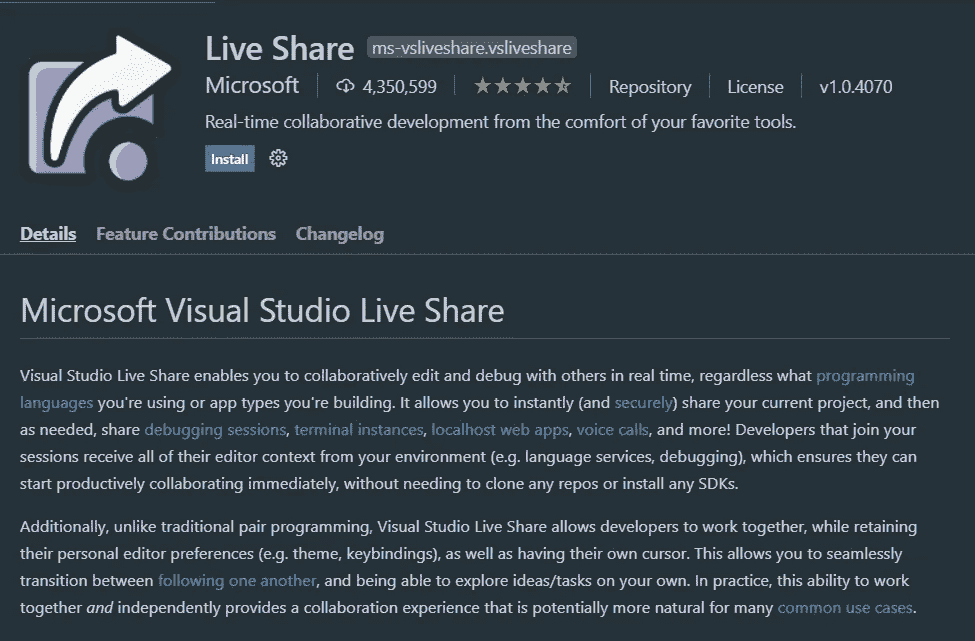 Live Share ms-vsliveshare.vsliveshare
Microsoft 4,350,599 Repository License v1.0.4070
Real-time collaborative development from the comfort of your favorite tools.
Install
Details Feature Contributions Changelog
Microsoft Visual Studio Live Share
Visual Studio Live Share enables you to collaboratively edit and debug with others in real time, regardless what programming
languages you're using or app types you're building. It allows you to instantly (and securely) share your current project, and then
as needed, share debugging sessions, terminal instances, localhost web apps, voice calls, and more! Developers that join your
sessions receive all of their editor context from your environment (e.g. language services, debugging), which ensures they can
start productively collaborating immediately, without needing to clone any repos or install any SDKs.
Additionally, unlike traditional pair programming, Visual Studio Live Share allows developers to work together, while retaining
their personal editor preferences (e.g. theme, keybindings), as well as having their own cursor. This allows you to seamlessly
transition between following one another, and being able to explore ideas/tasks on your own. In practice, this ability to work
together and independently provides a collaboration experience that is potentially more natural for many common use cases.